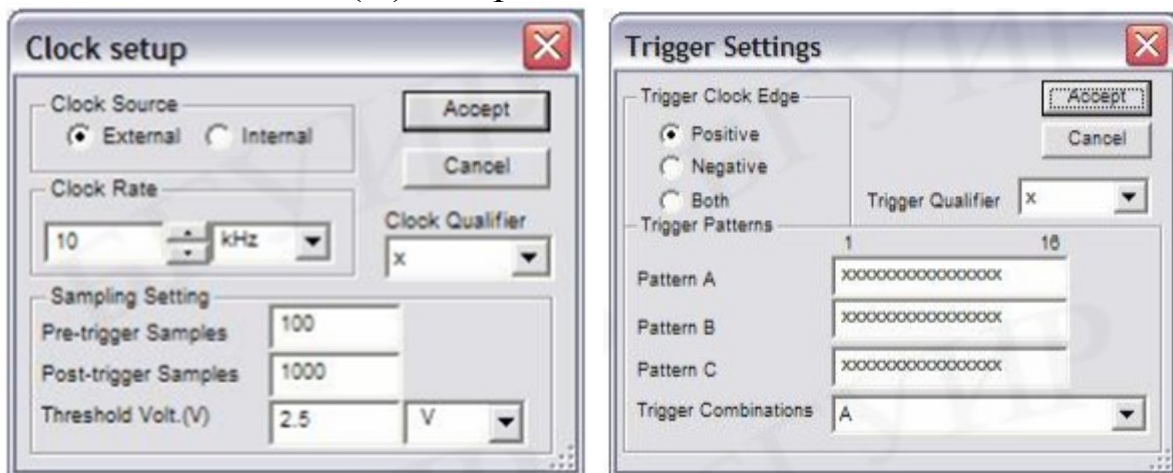 Clock setup
Clock Source
External
Internal
Accept
Cancel
Clock Rate
10
kHz
Clock Qualifier
x
Sampling Setting
Pre-trigger Samples
100
Post-trigger Samples
1000
Threshold Volt.(V)
2.5
V
Trigger Settings
Trigger Clock Edge
Positive
Negative
Both
Accept
Cancel
Trigger Qualifier
x
Trigger Patterns
1
16
Pattern A
xxxxxxxxxxxxxxxx
Pattern B
xxxxxxxxxxxxxxxx
Pattern C
xxxxxxxxxxxxxxxx
Trigger Combinations
A